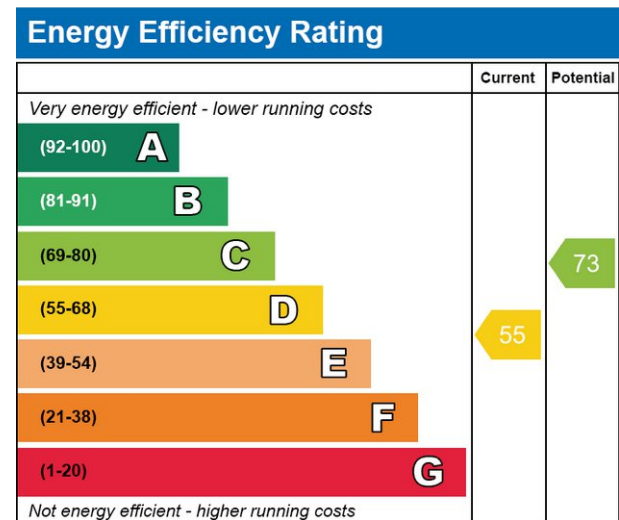 Energy Efficiency Rating
Current Potential
Very energy efficient - lower running costs
(92-100) A
(81-91) B
(69-80) C
73
(55-68) D
55
(39-54) E
(21-38) F
(1-20) G
Not energy efficient - higher running costs